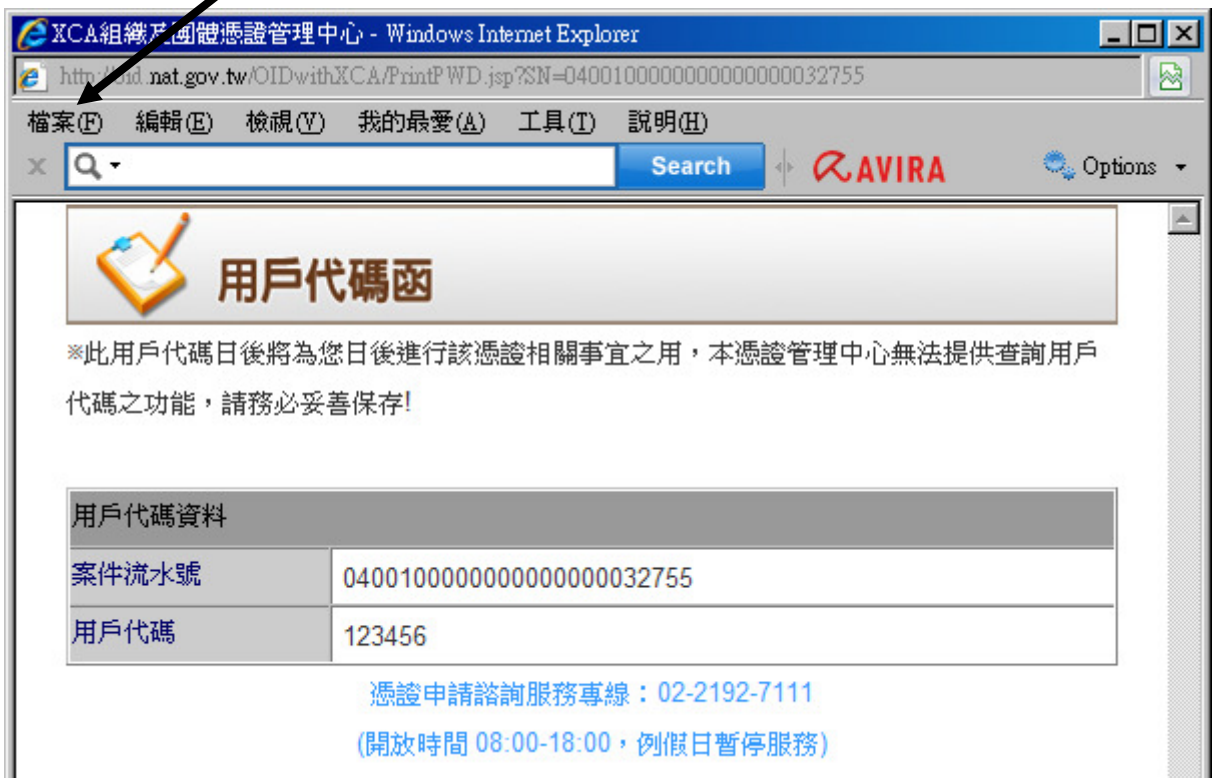 XCA組織及團體憑證管理中心 - Windows Internet Explorer
http://oid.nat.gov.tw/OIDwithXCA/PrintPWD.jsp?SN=0400100000000000000032755
檔案(F) 編輯(E) 檢視(V) 我的最愛(A) 工具(T) 說明(H)
Search AVIRA Options
用戶代碼函
※此用戶代碼日後將為您日後進行該憑證相關事宜之用，本憑證管理中心無法提供查詢用戶
代碼之功能，請務必妥善保存!
用戶代碼資料
案件流水號 0400100000000000000032755
用戶代碼 123456
憑證申請諮詢服務專線：02-2192-7111
(開放時間 08:00-18:00，例假日暫停服務)